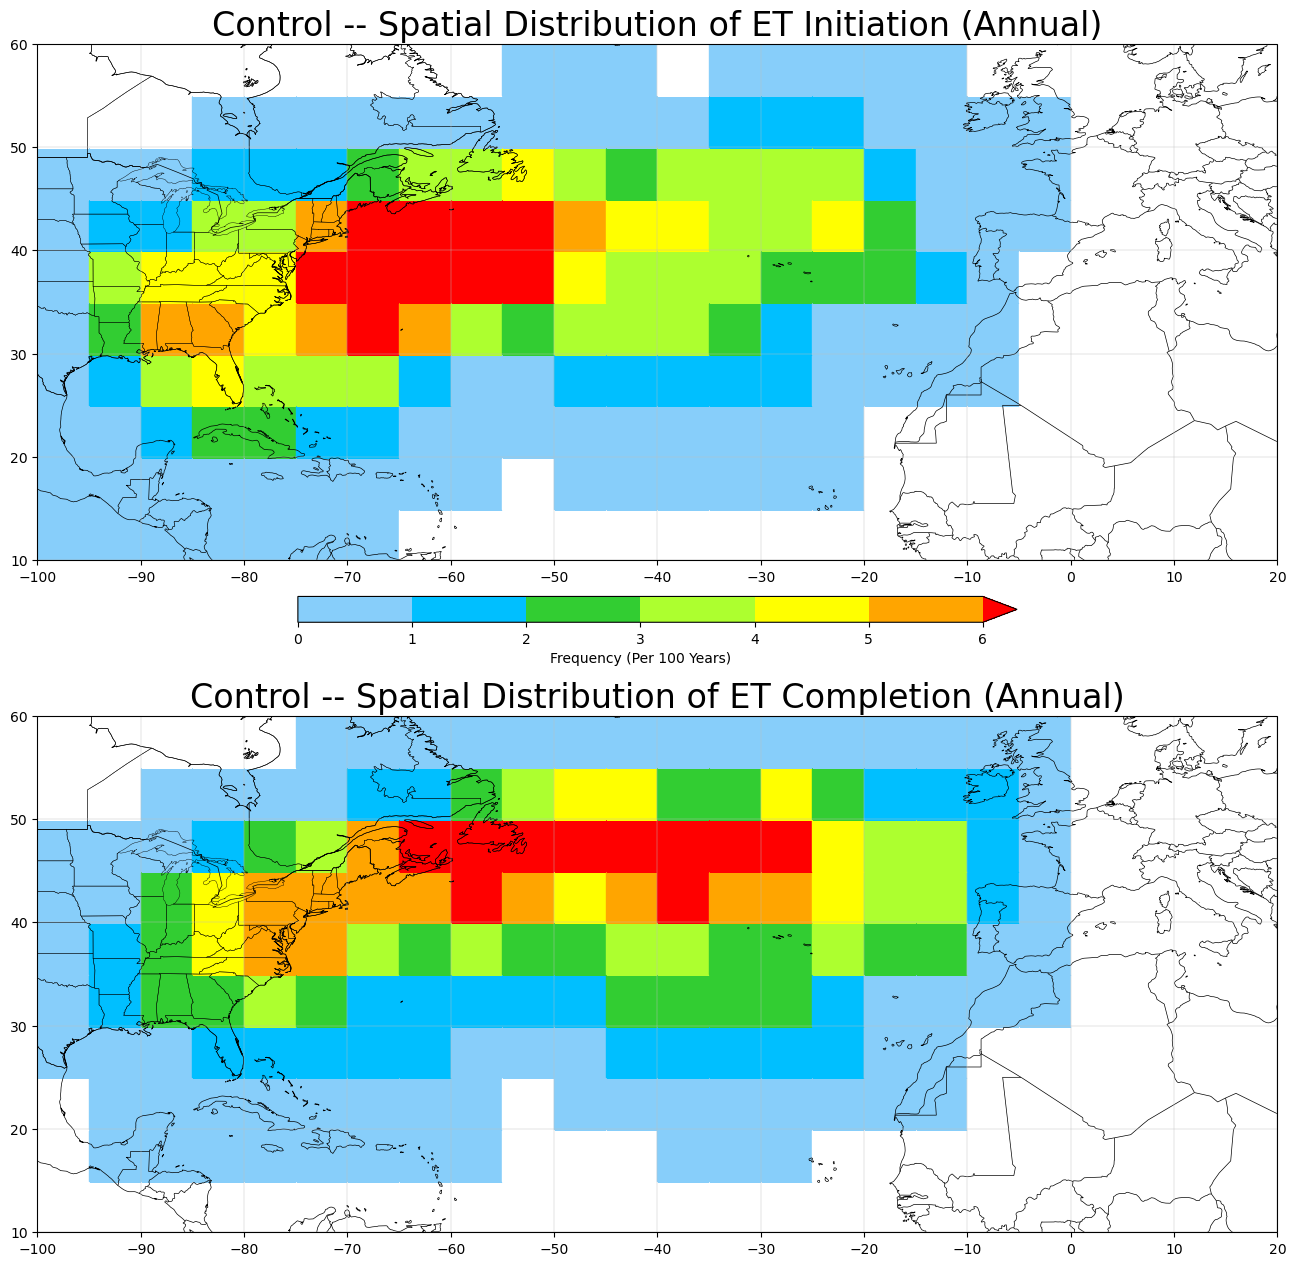 Control -- Spatial Distribution of ET Initiation (Annual)
60
50
40
30
20
10
−100 −90 −80 −70 −60 −50 −40 −30 −20 −10 0 10 20
0 1 2 3 4 5 6
Frequency (Per 100 Years)
Control -- Spatial Distribution of ET Completion (Annual)
60
50
40
30
20
10
−100 −90 −80 −70 −60 −50 −40 −30 −20 −10 0 10 20